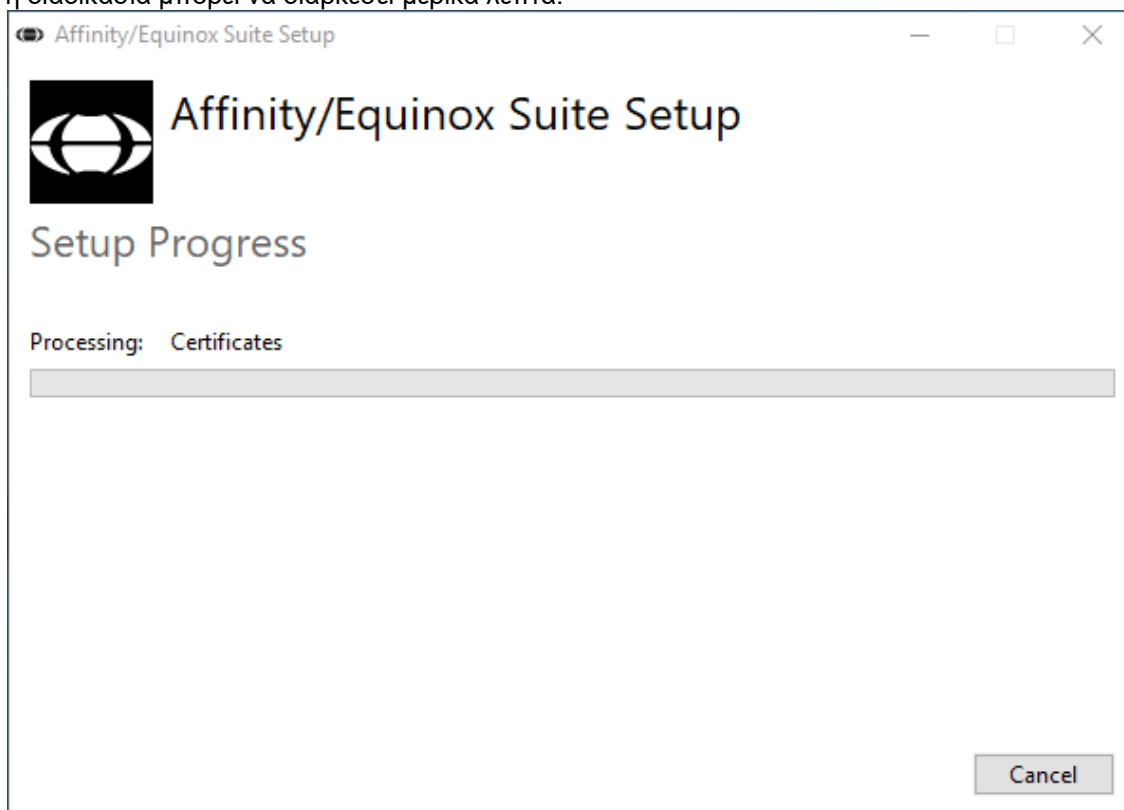 η διαδικασία μπορεί να διαρκέσει μερικά λεπτά.
Affinity/Equinox Suite Setup
Affinity/Equinox Suite Setup
Setup Progress
Processing: Certificates
Cancel